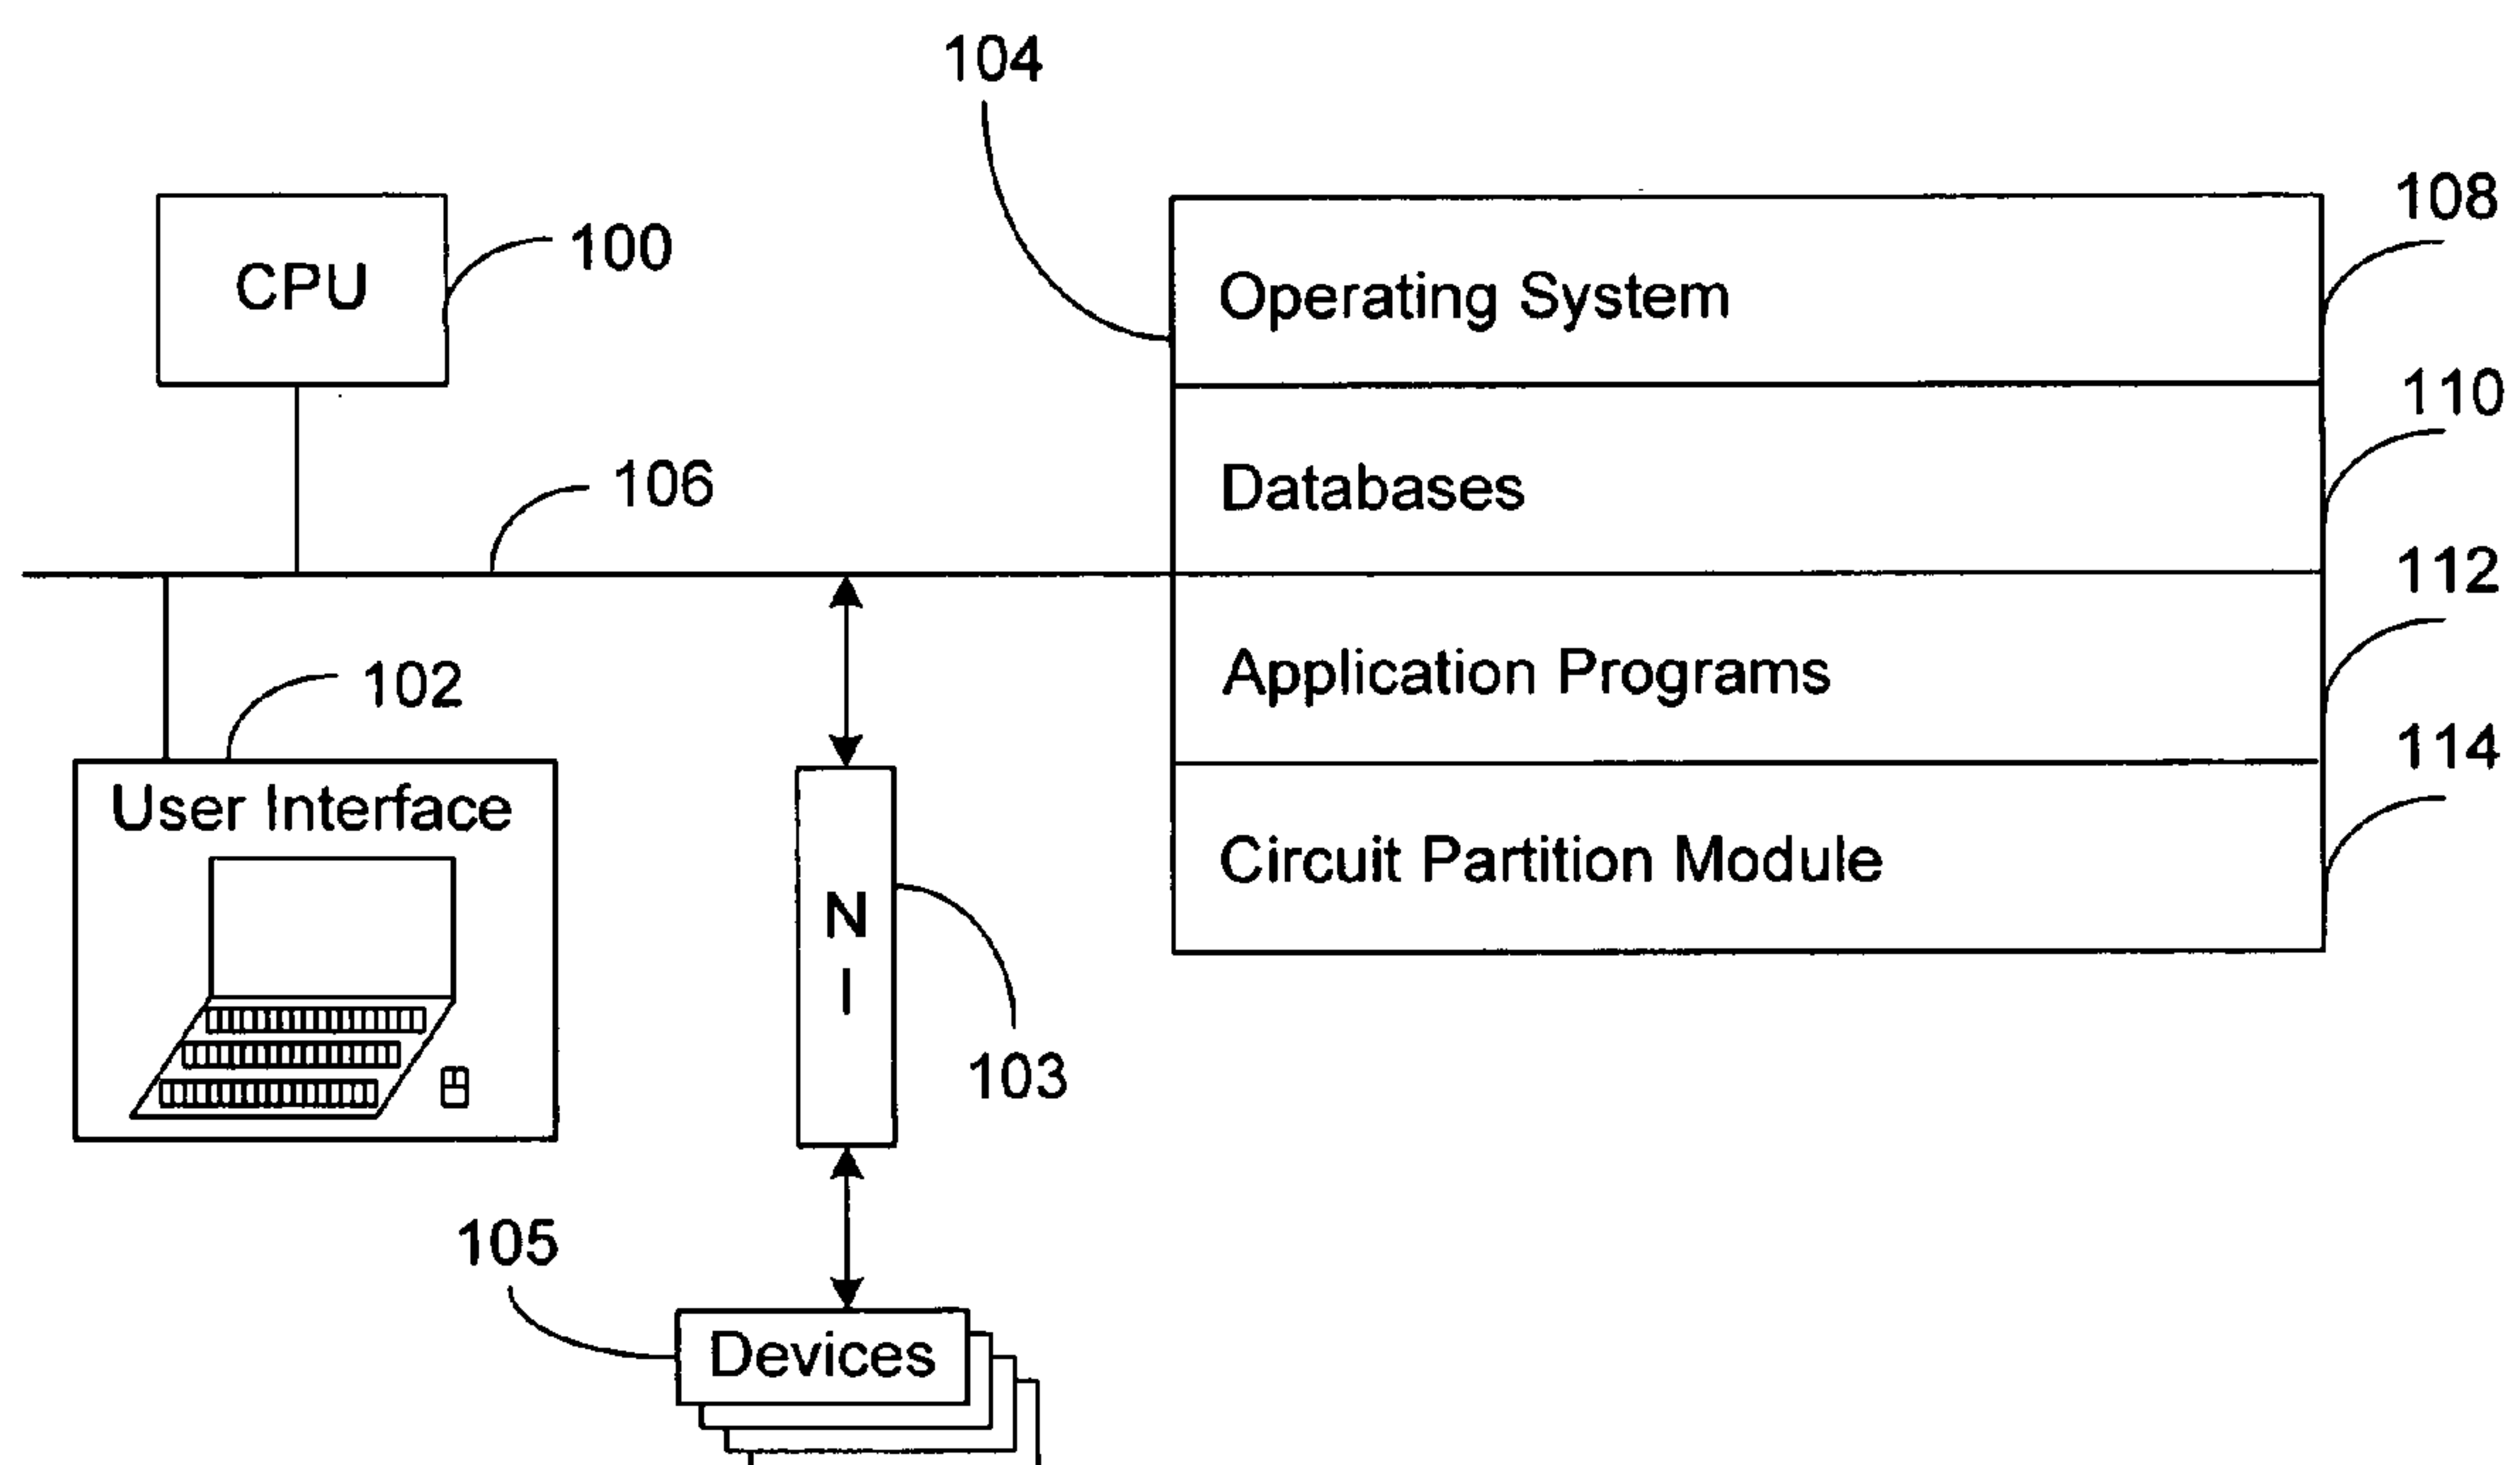 104
108
CPU
100
Operating System
110
Databases
106
112
102
Application Programs
114
User Interface
Circuit Partition Module
N
I
103
105
Devices